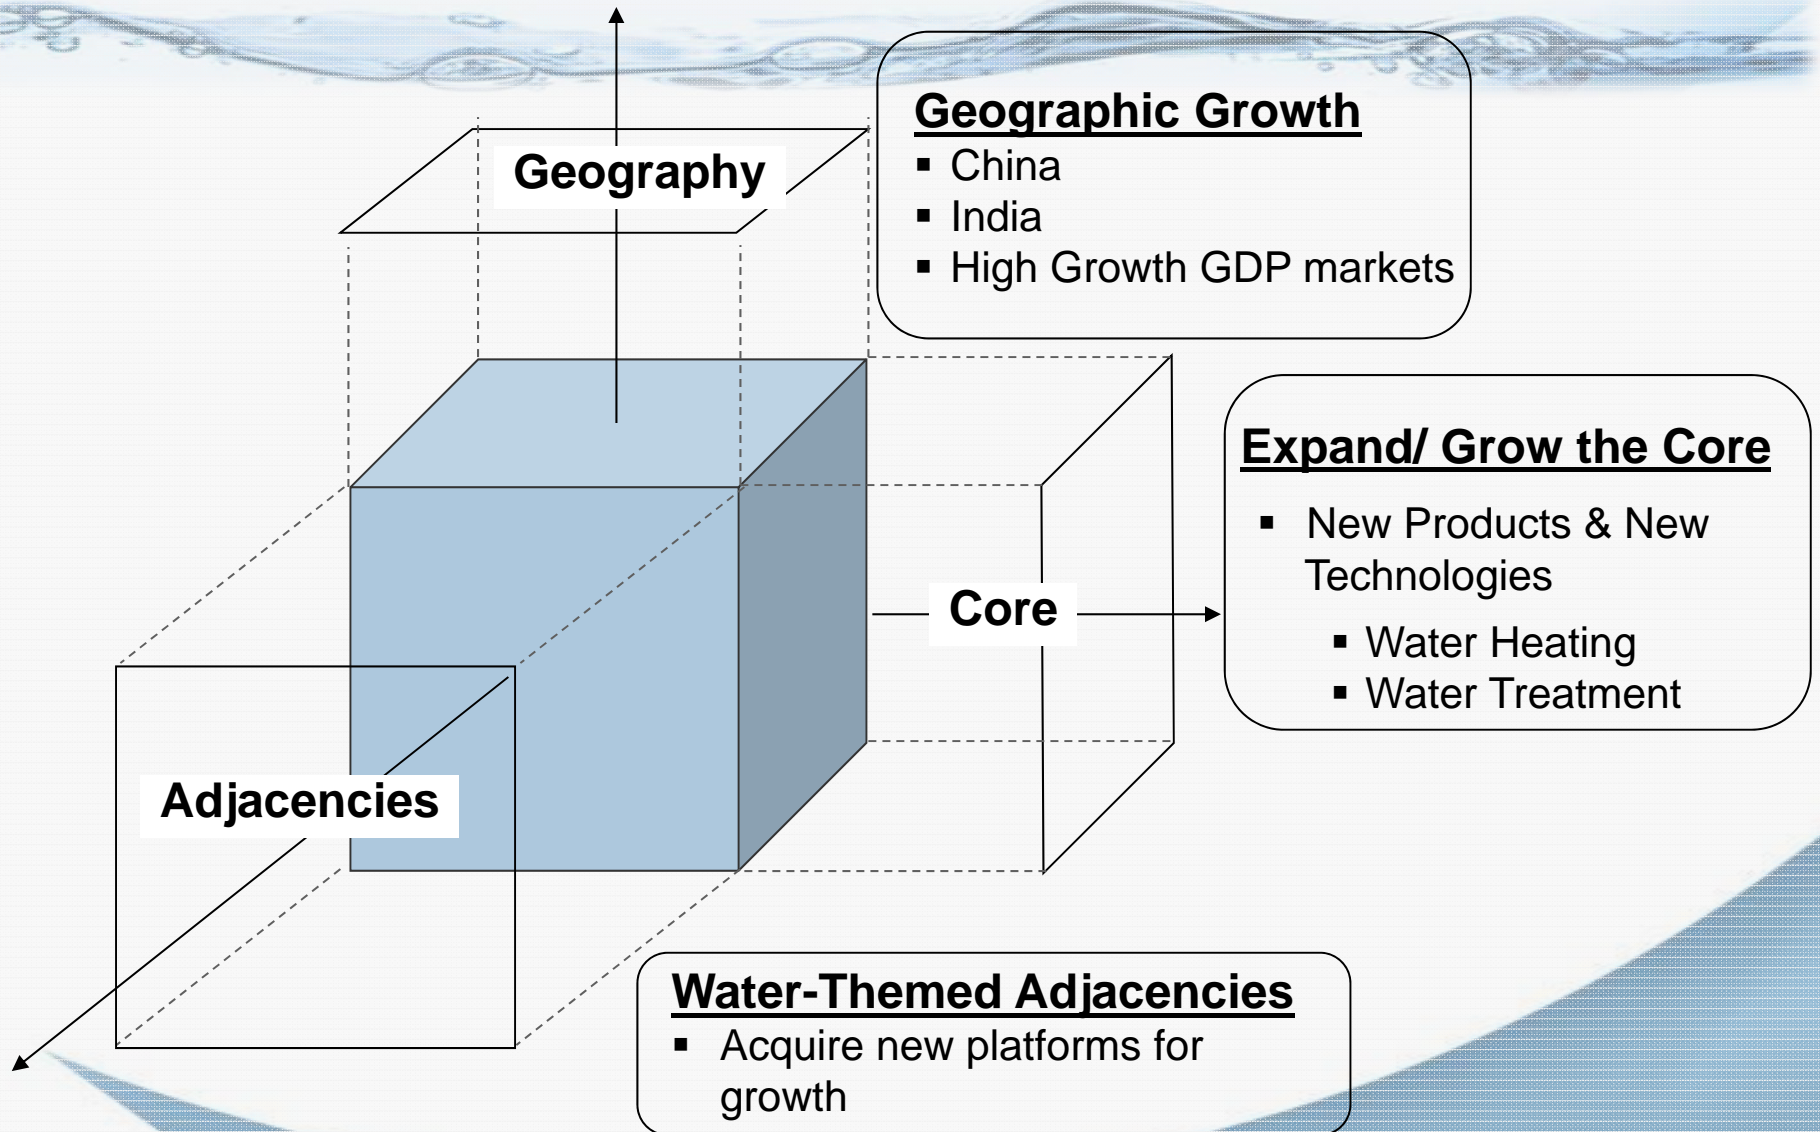 Geography
Geographic Growth
▪ China
▪ India
▪ High Growth GDP markets
Core
Expand/ Grow the Core
▪ New Products & New
Technologies
▪ Water Heating
▪ Water Treatment
Adjacencies
Water-Themed Adjacencies
▪ Acquire new platforms for
growth